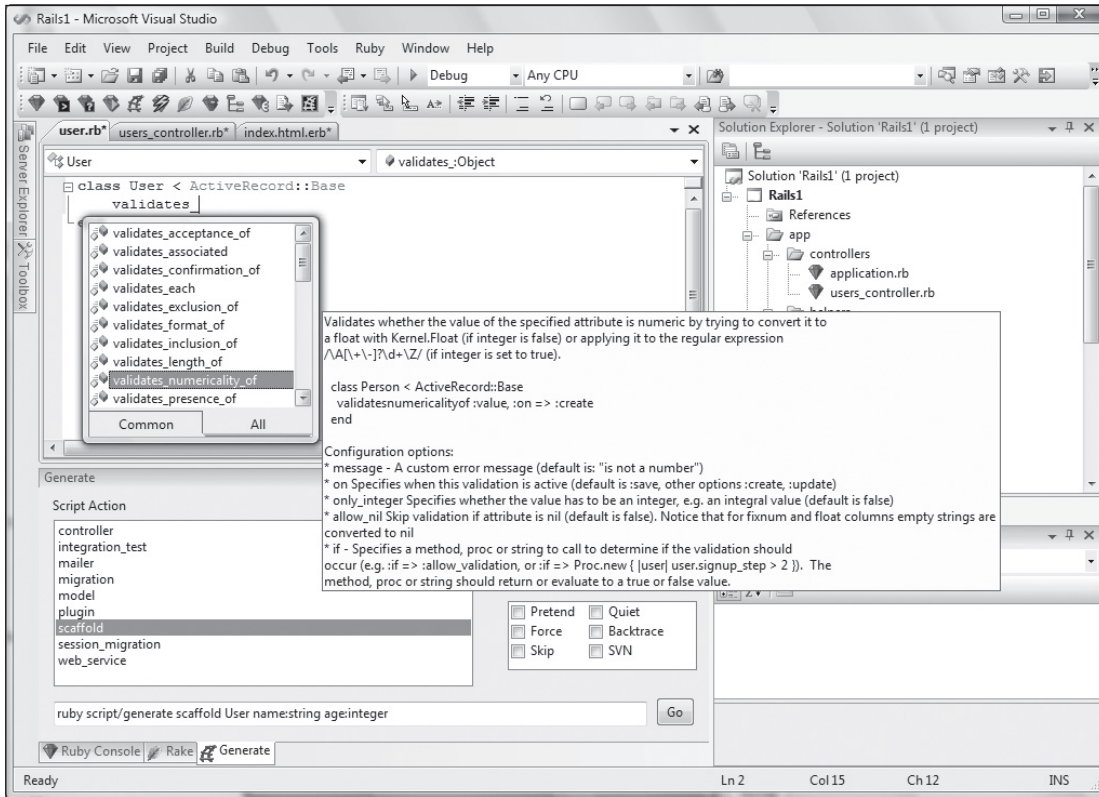 Rails1 - Microsoft Visual Studio
File Edit View Project Build Debug Tools Ruby Window Help
Debug Any CPU
user.rb* users_controller.rb* index.html.erb*
Solution Explorer - Solution 'Rails1' (1 project)
Server Explorer
Toolbox
User validates_:Object
class User < ActiveRecord::Base
validates_
validates_acceptance_of
validates_associated
validates_confirmation_of
validates_each
validates_exclusion_of
validates_format_of
validates_inclusion_of
validates_length_of
validates_numericality_of
validates_presence_of
Common All
Solution 'Rails1' (1 project)
Rails1
References
app
controllers
application.rb
users_controller.rb
helpers
Validates whether the value of the specified attribute is numeric by trying to convert it to
a float with Kernel.Float (if integer is false) or applying it to the regular expression
/\A[\+\-]?\d+\Z/ (if integer is set to true).
class Person < ActiveRecord::Base
validatesnumericalityof :value, :on => :create
end
Configuration options:
* message - A custom error message (default is: "is not a number")
* on Specifies when this validation is active (default is :save, other options :create, :update)
* only_integer Specifies whether the value has to be an integer, e.g. an integral value (default is false)
* allow_nil Skip validation if attribute is nil (default is false). Notice that for fixnum and float columns empty strings are
converted to nil
* if - Specifies a method, proc or string to call to determine if the validation should
occur (e.g. :if => :allow_validation, or :if => Proc.new { |user| user.signup_step > 2 }). The
method, proc or string should return or evaluate to a true or false value.
Generate
Script Action
controller
integration_test
mailer
migration
model
plugin
scaffold
session_migration
web_service
Pretend Quiet
Force Backtrace
Skip SVN
ruby script/generate scaffold User name:string age:integer
Go
Ruby Console Rake Generate
Ready Ln 2 Col 15 Ch 12 INS